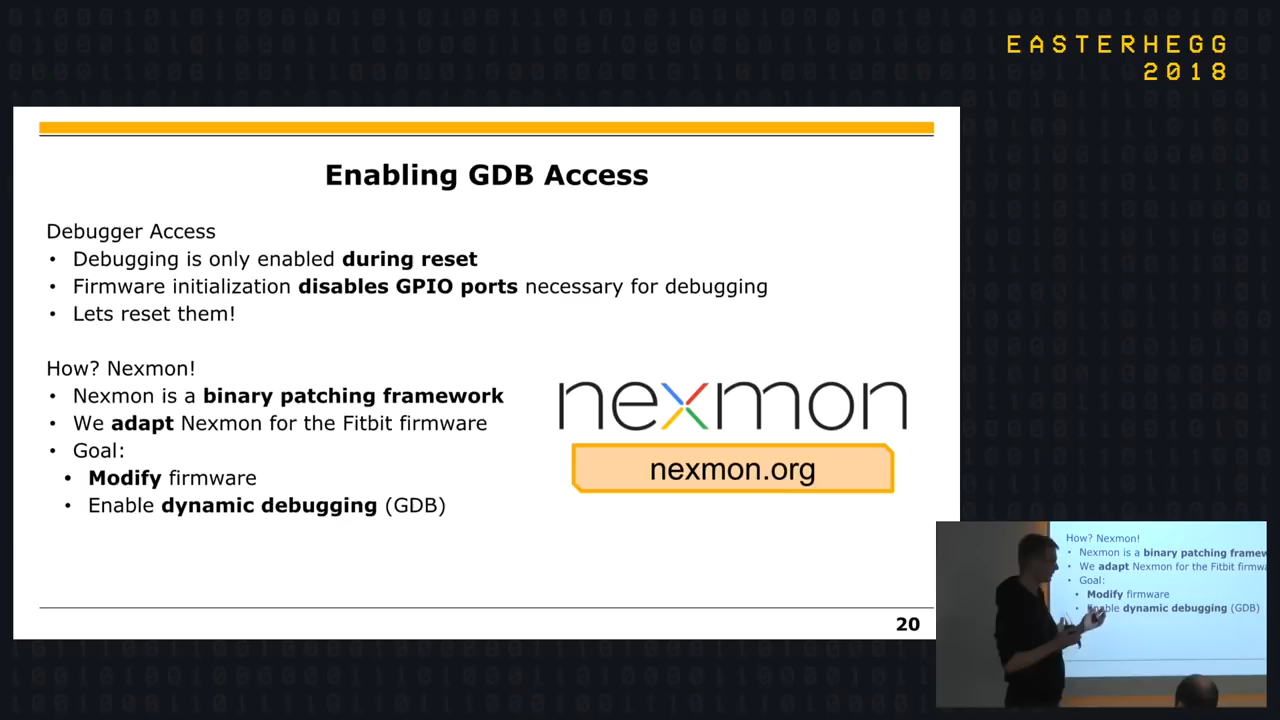 EASTERHEGG
2018
Enabling GDB Access
Debugger Access
• Debugging is only enabled during reset
• Firmware initialization disables GPIO ports necessary for debugging
• Lets reset them!
How? Nexmon!
• Nexmon is a binary patching framework
• We adapt Nexmon for the Fitbit firmware
• Goal:
• Modify firmware
• Enable dynamic debugging (GDB)
nexmon
nexmon.org
20
How? Nexmon!
• Nexmon is a binary patching framew
• We adapt Nexmon for the Fitbit firmwa
• Goal:
• Modify firmware
• Enable dynamic debugging (GDB)